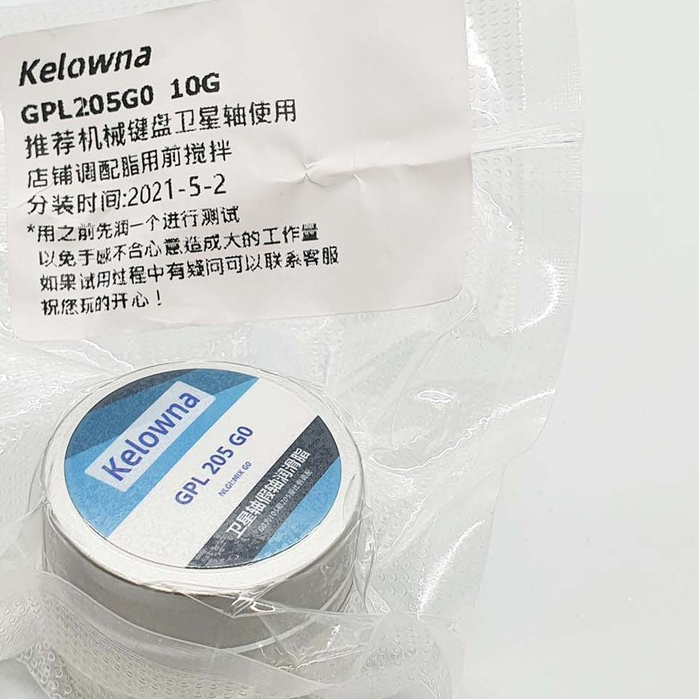 Kelowna
GPL205G0 10G
推荐机械键盘卫星轴使用
店铺调配脂用前搅拌
分装时间:2021-5-2
*用之前先润一个进行测试
以免手感不合心意造成大的工作量
如果试用过程中有疑问可以联系客服
祝您玩的开心！
Kelowna
GPL 205 G0
NLGI:MIX G0
卫星轴假轴润滑脂